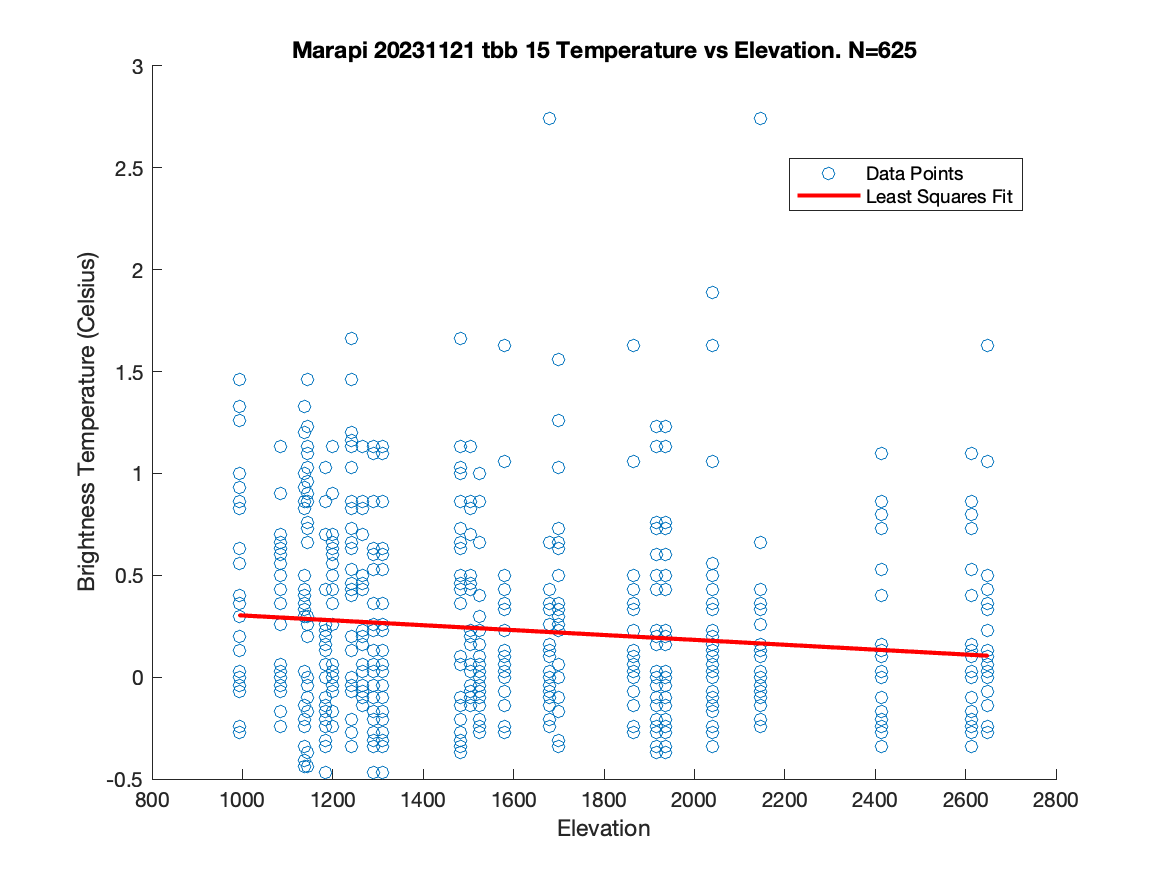 Marapi 20231121 tbb 15 Temperature vs Elevation. N=625
3
2.5
2
1.5
1
0.5
0
-0.5
Brightness Temperature (Celsius)
Data Points
Least Squares Fit
800 1000 1200 1400 1600 1800 2000 2200 2400 2600 2800
Elevation